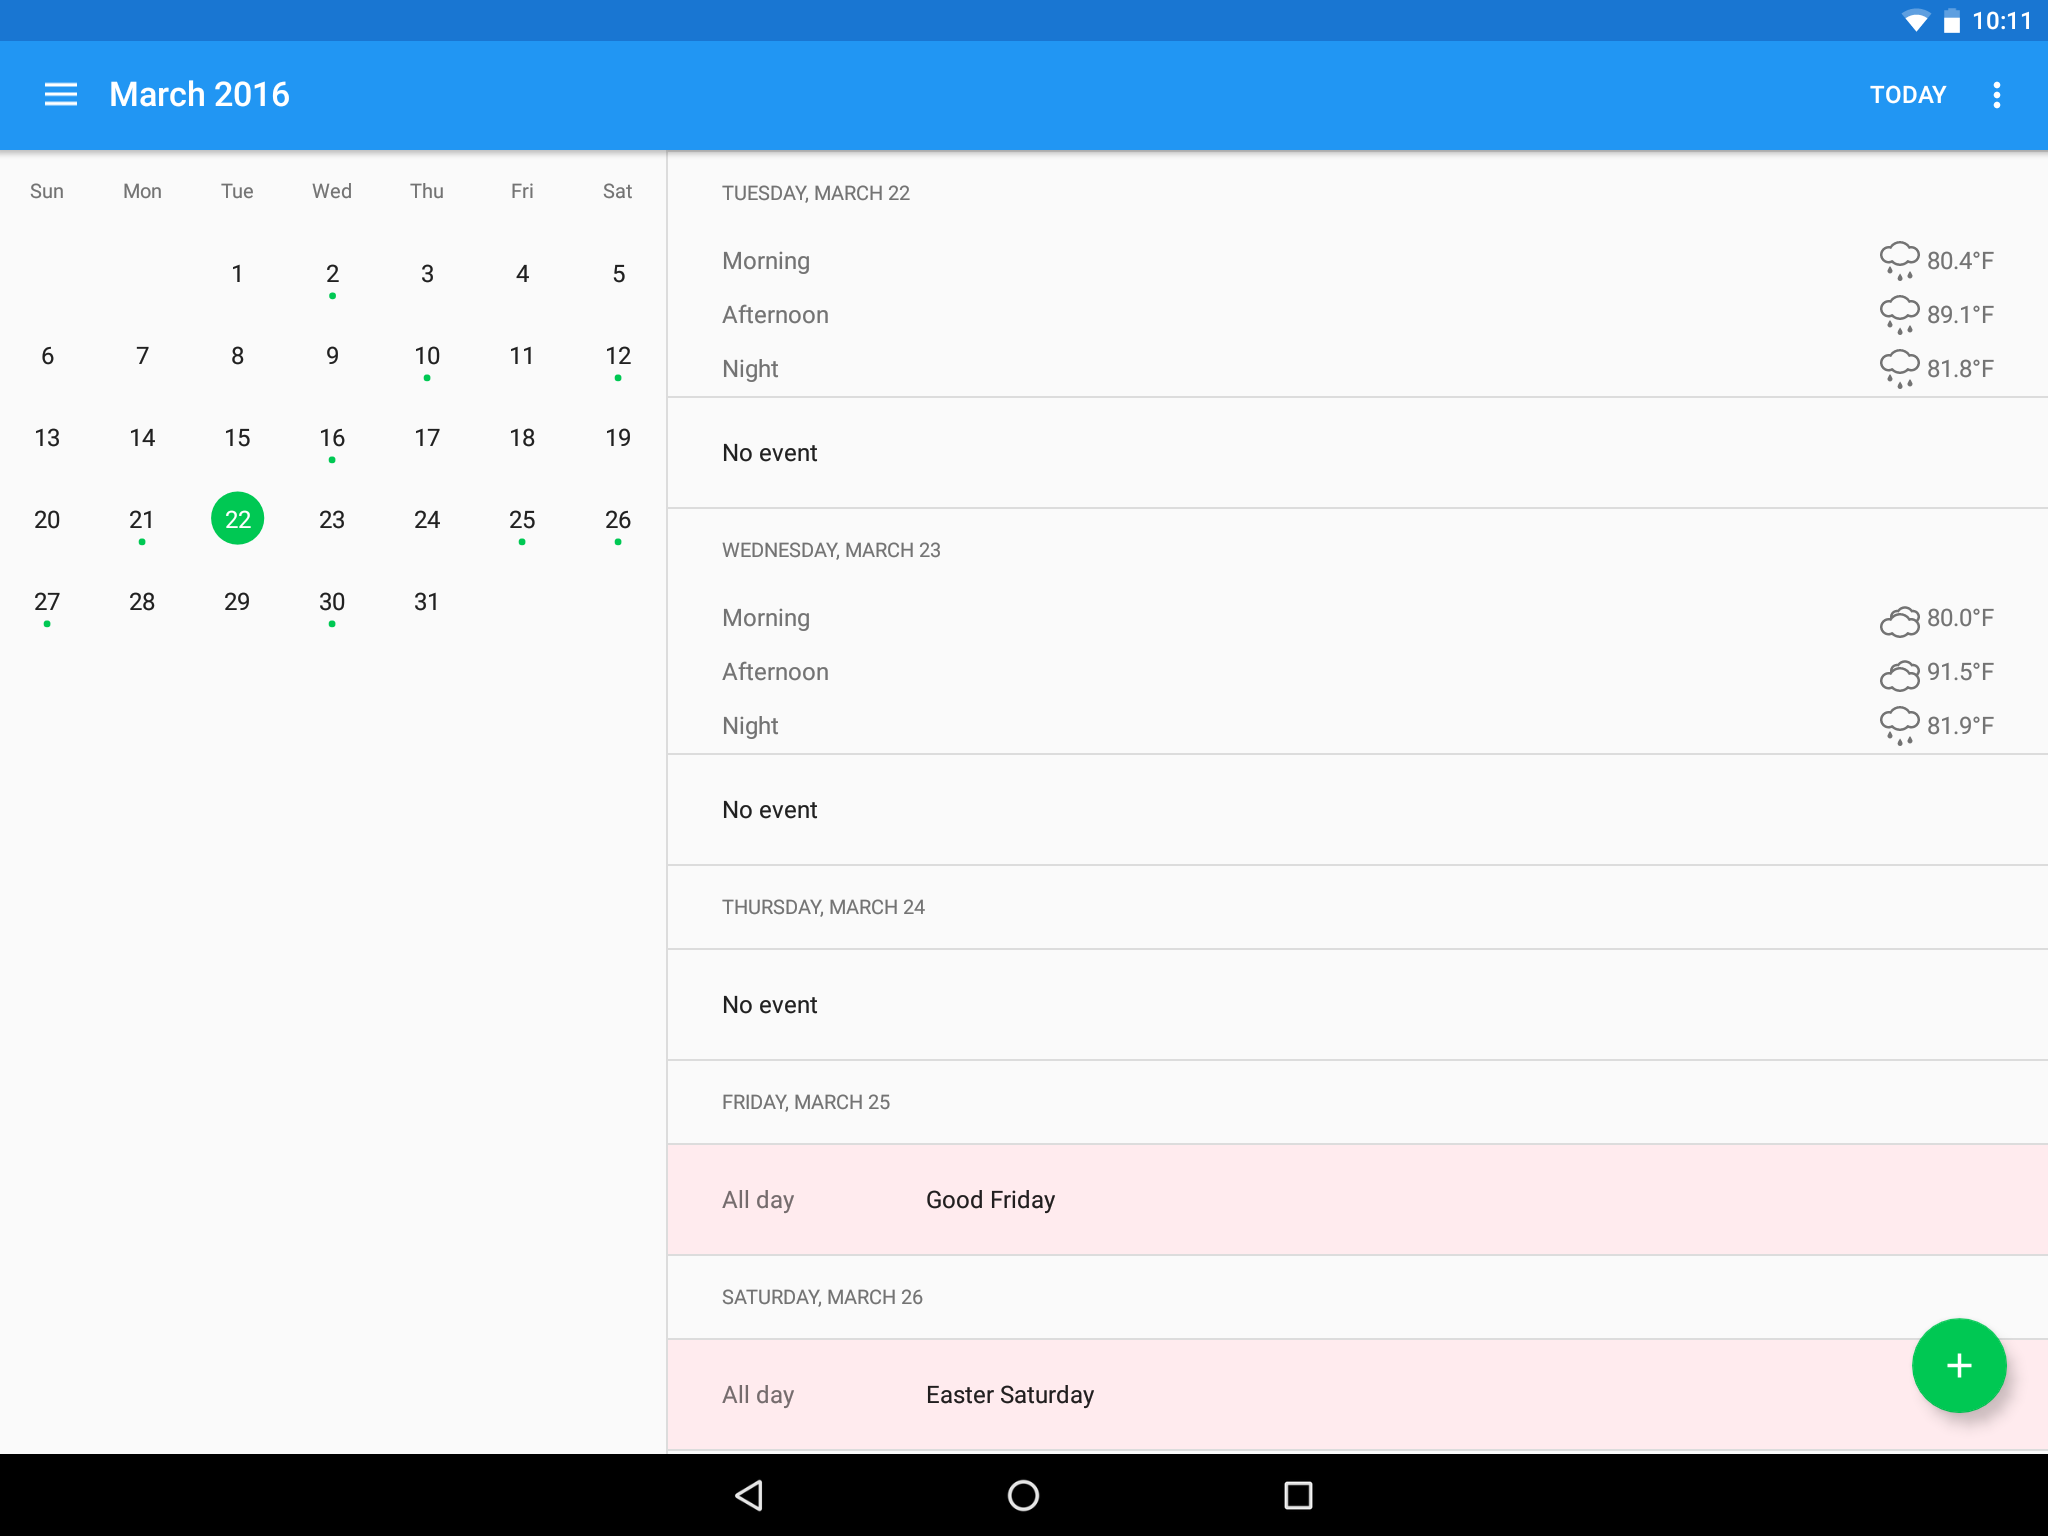 10:11
March 2016 TODAY
Sun Mon Tue Wed Thu Fri Sat
1 2 3 4 5
6 7 8 9 10 11 12
13 14 15 16 17 18 19
20 21 22 23 24 25 26
27 28 29 30 31
TUESDAY, MARCH 22
Morning 80.4°F
Afternoon 89.1°F
Night 81.8°F
No event
WEDNESDAY, MARCH 23
Morning 80.0°F
Afternoon 91.5°F
Night 81.9°F
No event
THURSDAY, MARCH 24
No event
FRIDAY, MARCH 25
All day Good Friday
SATURDAY, MARCH 26
All day Easter Saturday